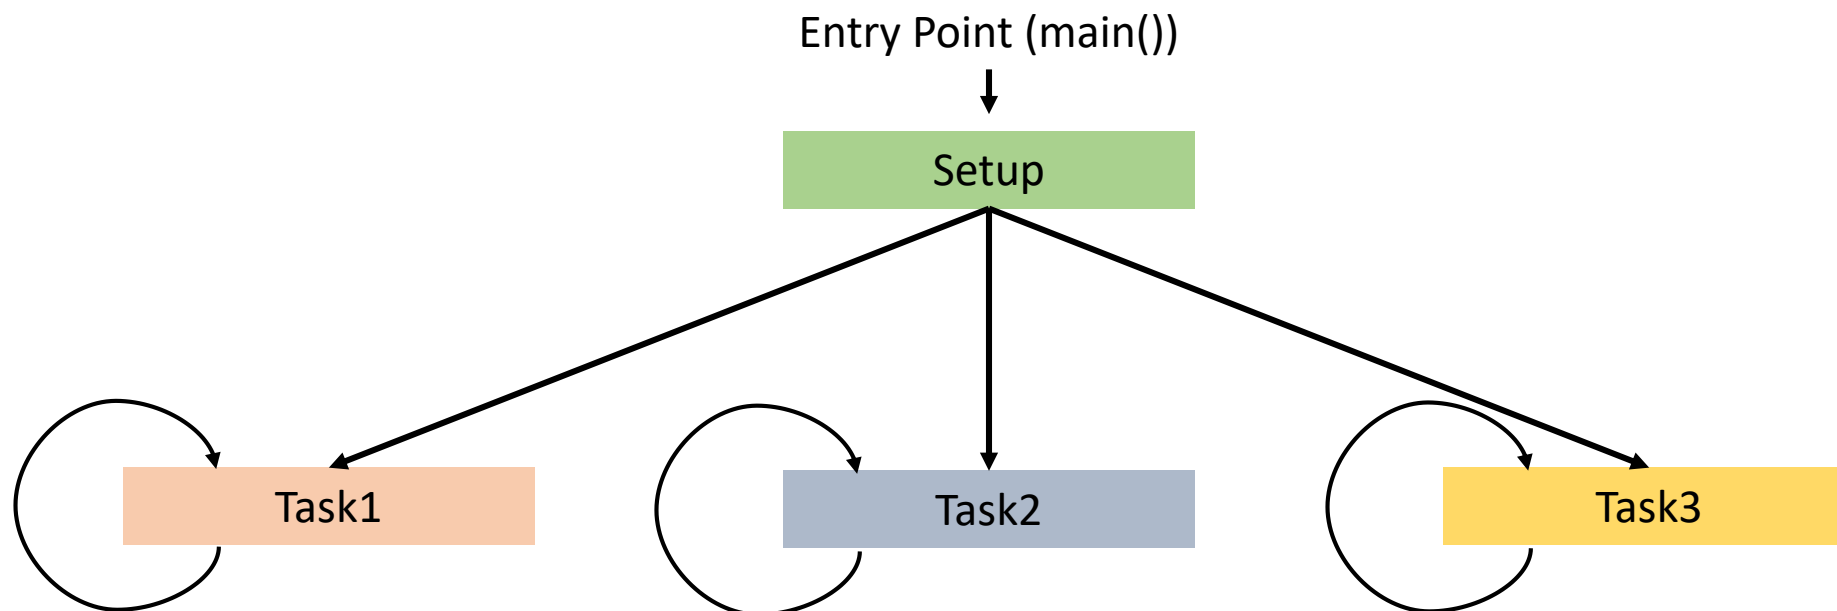 Entry Point (main())
Setup
Task1
Task2
Task3